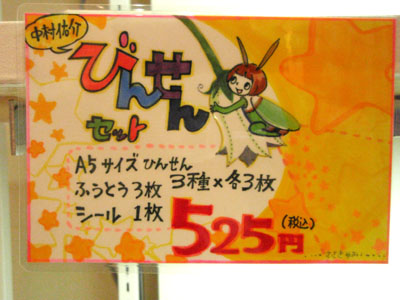 中村佑介
びんせん
セット
A5サイズ びんせん
3種×各3枚
ふうとう3枚
シール 1枚
525円
(税込)